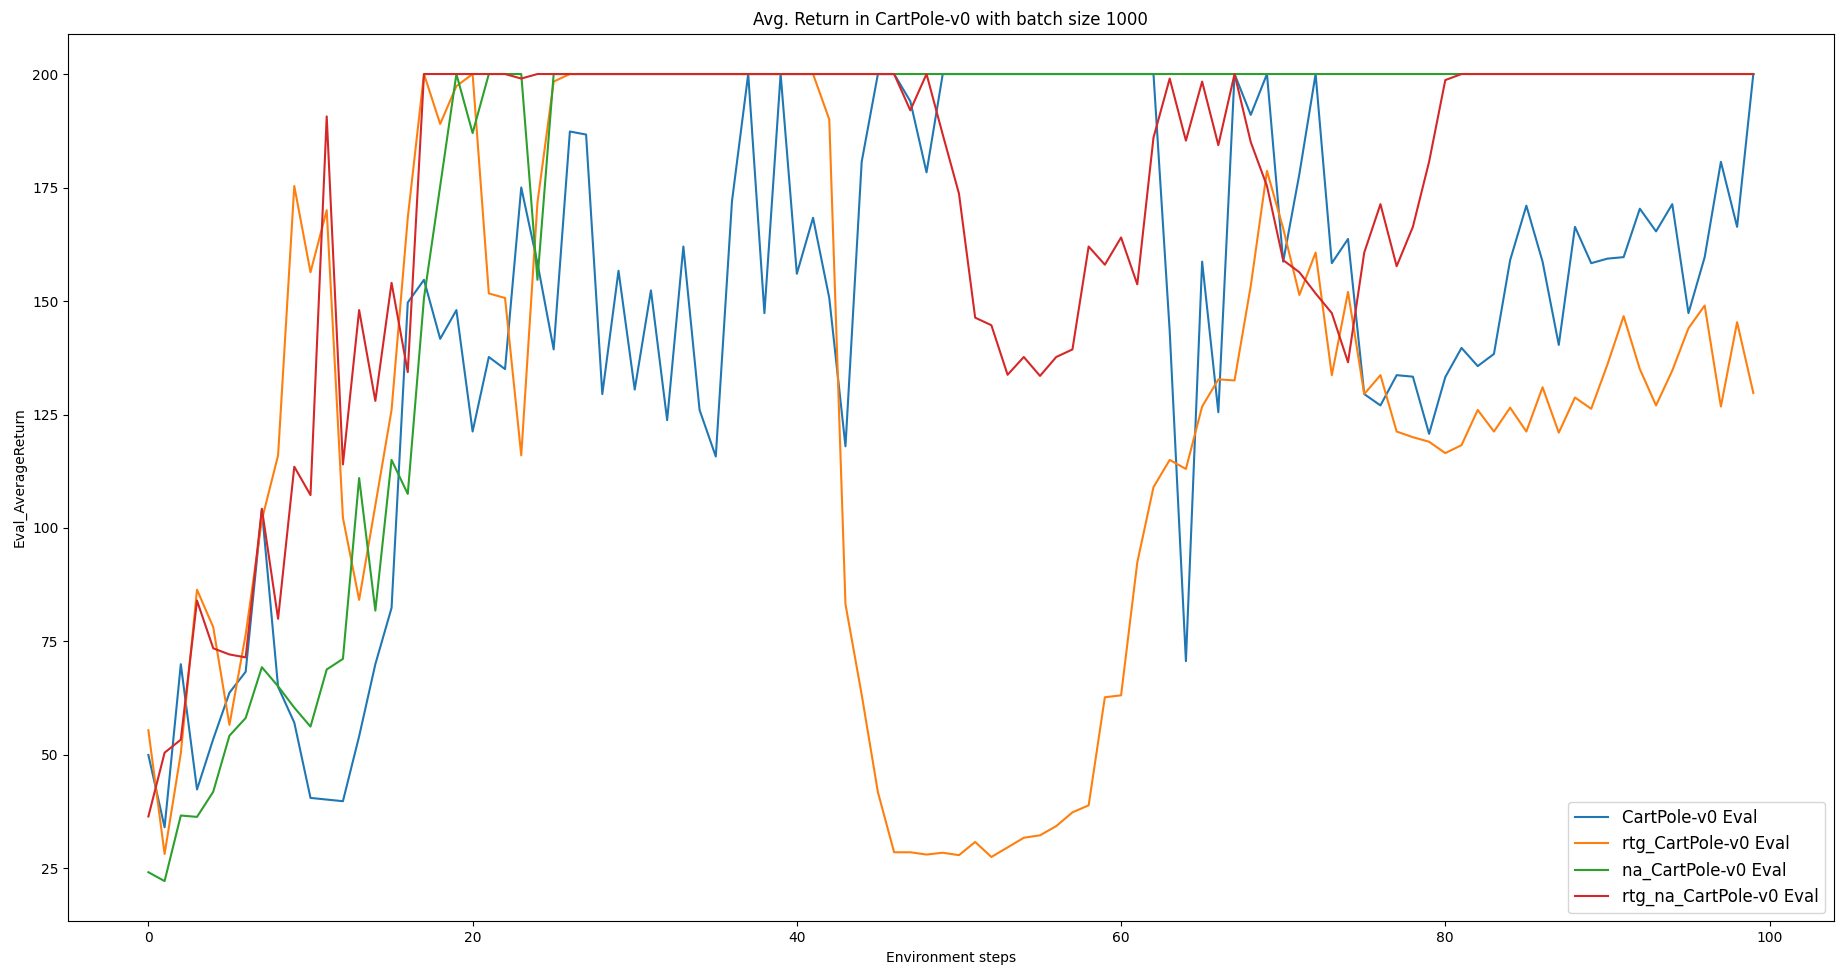 Avg. Return in CartPole-v0 with batch size 1000
Eval_AverageReturn
200
175
150
125
100
75
50
25
0
20
40
60
80
100
Environment steps
CartPole-v0 Eval
rtg_CartPole-v0 Eval
na_CartPole-v0 Eval
rtg_na_CartPole-v0 Eval